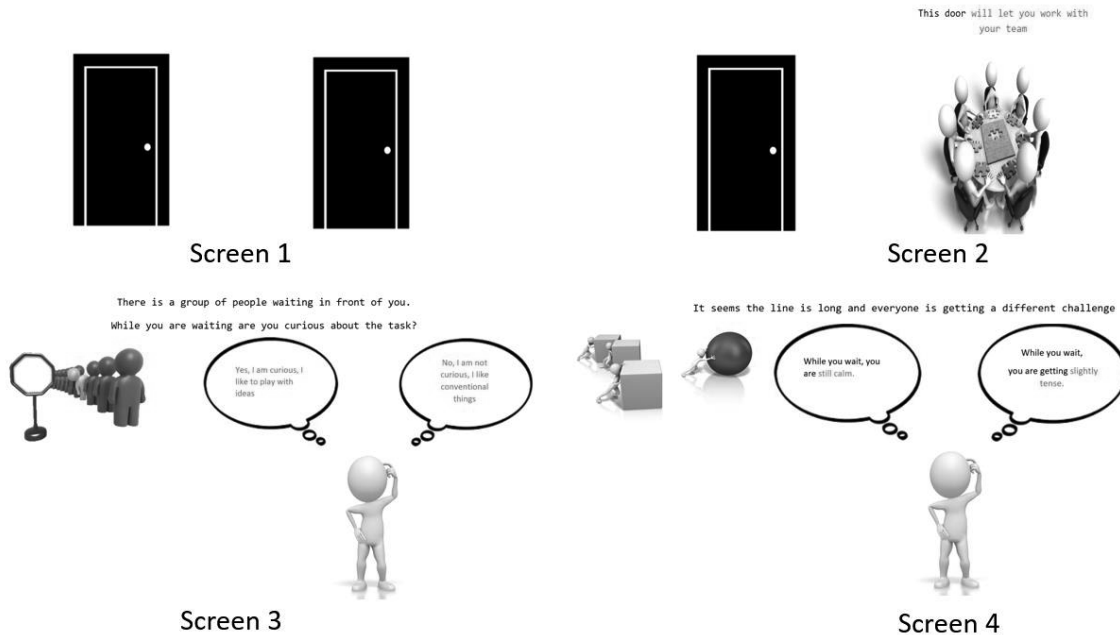 This door will let you work with
your team
Screen 1
Screen 2
There is a group of people waiting in front of you.
While you are waiting are you curious about the task?
Yes, I am curious, I
like to play with
ideas
No, I am not
curious, I like
conventional
things
Screen 3
It seems the line is long and everyone is getting a different challenge
While you wait, you
are still calm.
While you wait,
you are getting slightly
tense.
Screen 4